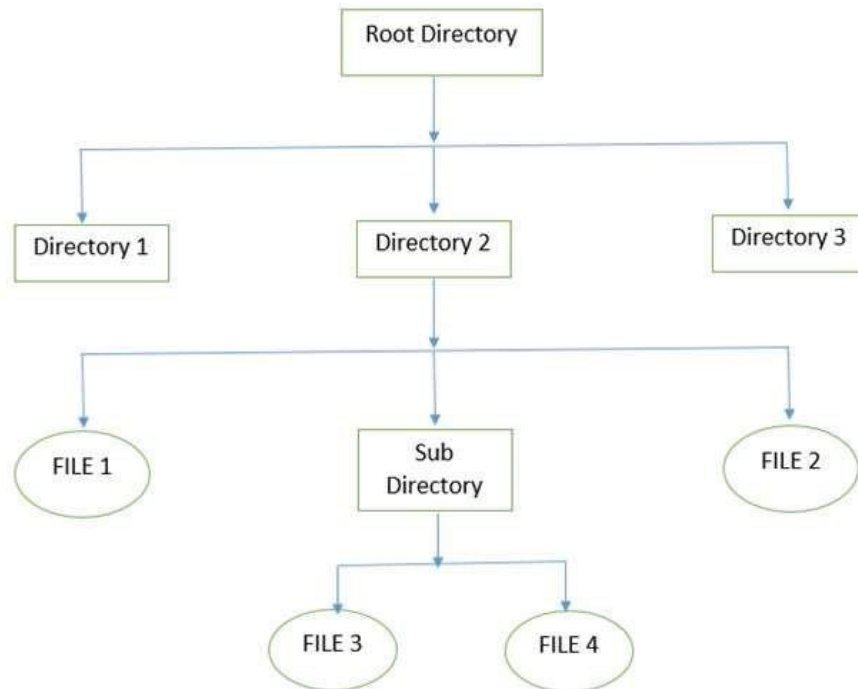 Root Directory
Directory 1
Directory 2
Directory 3
FILE 1
Sub
Directory
FILE 2
FILE 3
FILE 4